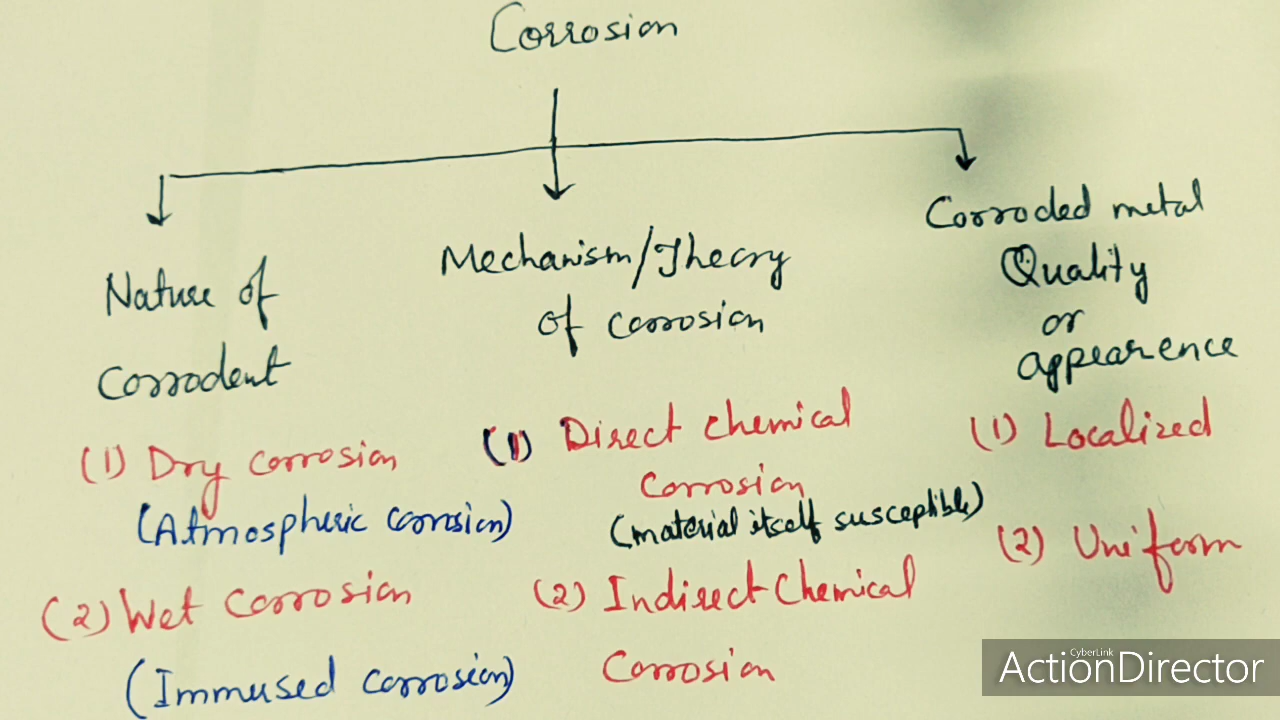 Corrosion
Nature of
Corrodent
(1) Dry corrosion
(Atmospheric corrosion)
(2) Wet corrosion
(Immersed corrosion)
Mechanism/Theory
of corrosion
(1) Direct chemical
corrosion
(material itself susceptible)
(2) Indirect Chemical
Corrosion
Corroded metal
Quality
or
appearence
(1) Localized
(2) Uniform
CyberLink
ActionDirector